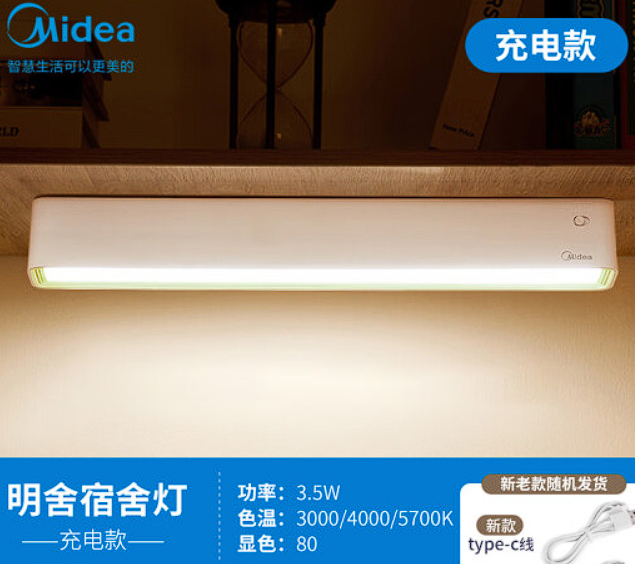 Midea
智慧生活可以更美的
充电款
Midea
明舍宿舍灯
充电款
功率：3.5W
色温：3000/4000/5700K
显色：80
新老款随机发货
新款
type-c线